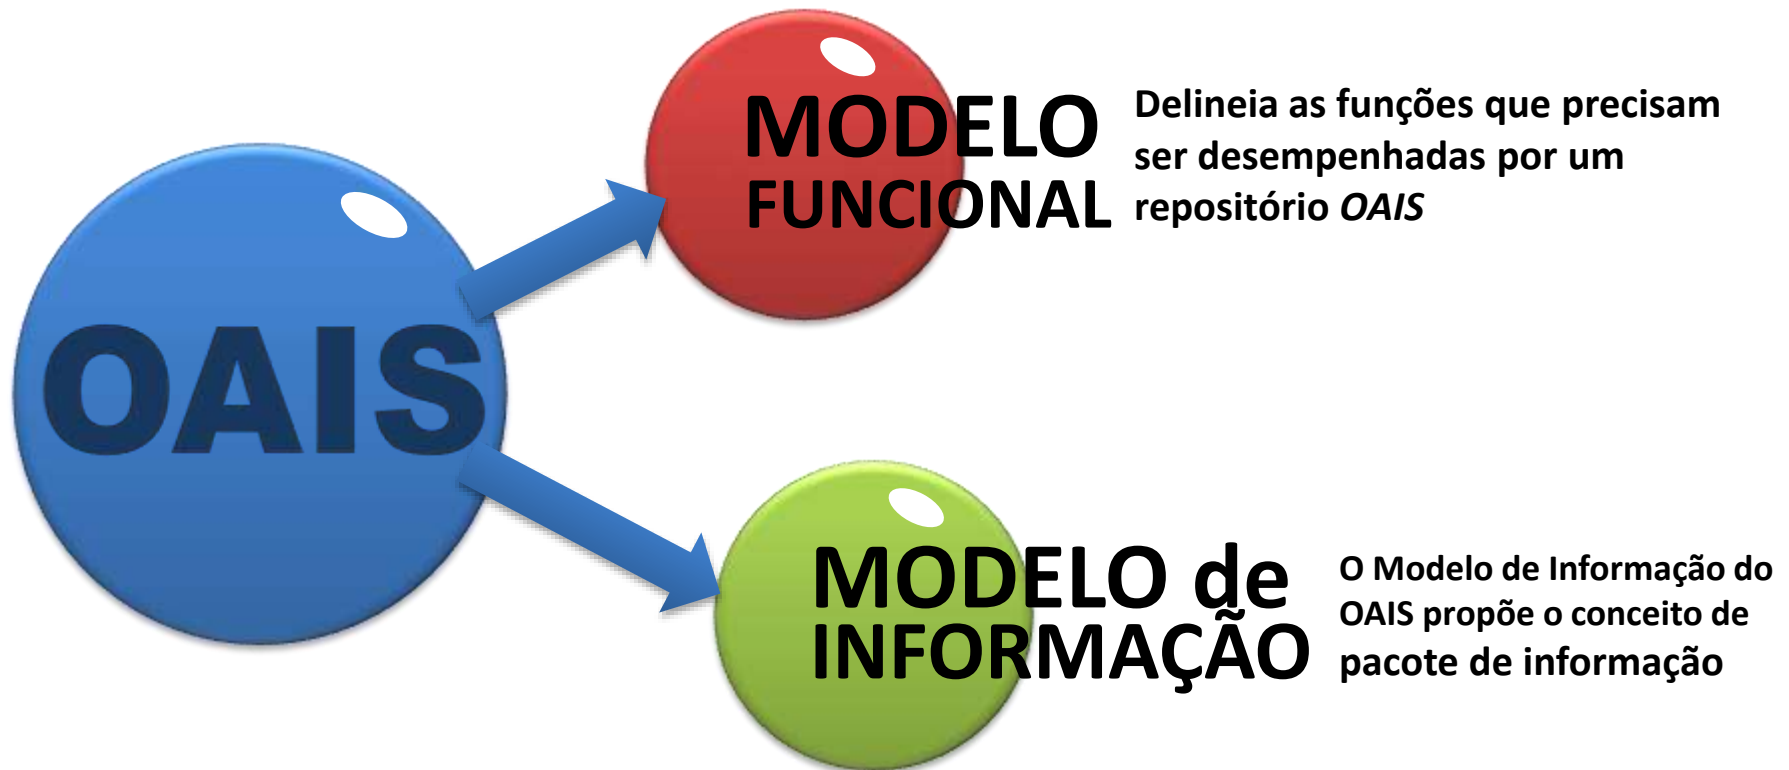 OAIS
MODELO
FUNCIONAL
Delineia as funções que precisam
ser desempenhadas por um
repositório OAIS
MODELO de
INFORMAÇÃO
O Modelo de Informação do
OAIS propõe o conceito de
pacote de informação